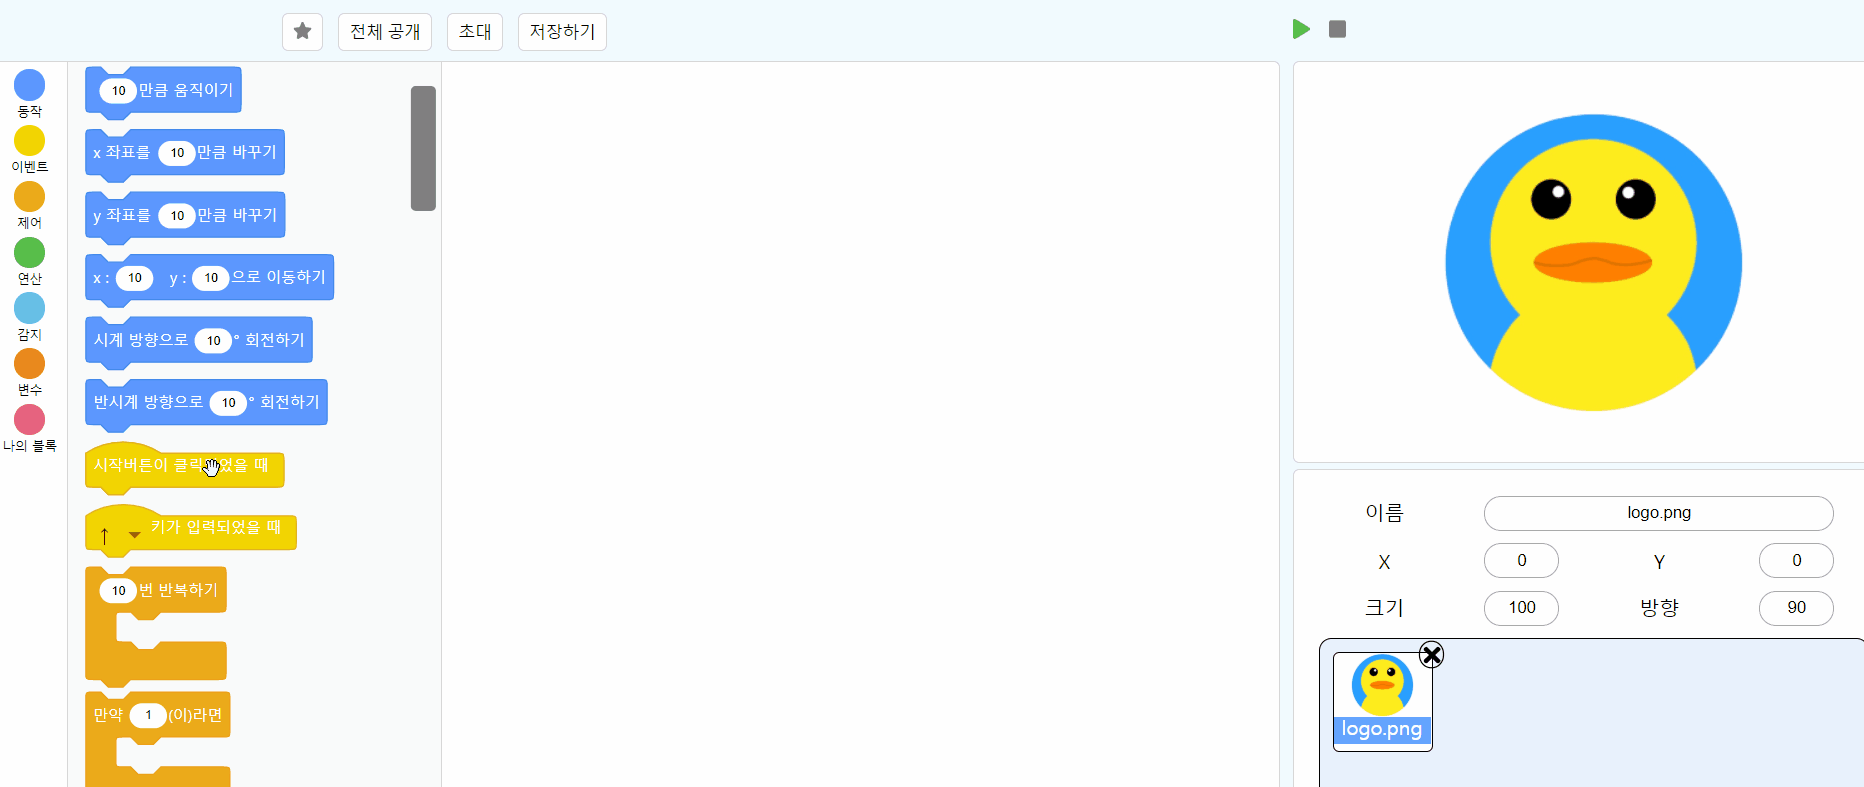 전체 공개
초대
저장하기
동작
이벤트
제어
연산
감지
변수
나의 블록
10 만큼 움직이기
x 좌표를 10 만큼 바꾸기
y 좌표를 10 만큼 바꾸기
x : 10 y : 10 으로 이동하기
시계 방향으로 10 ° 회전하기
반시계 방향으로 10 ° 회전하기
시작버튼이 었을 때
↑ 키가 입력되었을 때
10 번 반복하기
만약 1 (이)라면
이름 logo.png
X 0 Y 0
크기 100 방향 90
logo.png